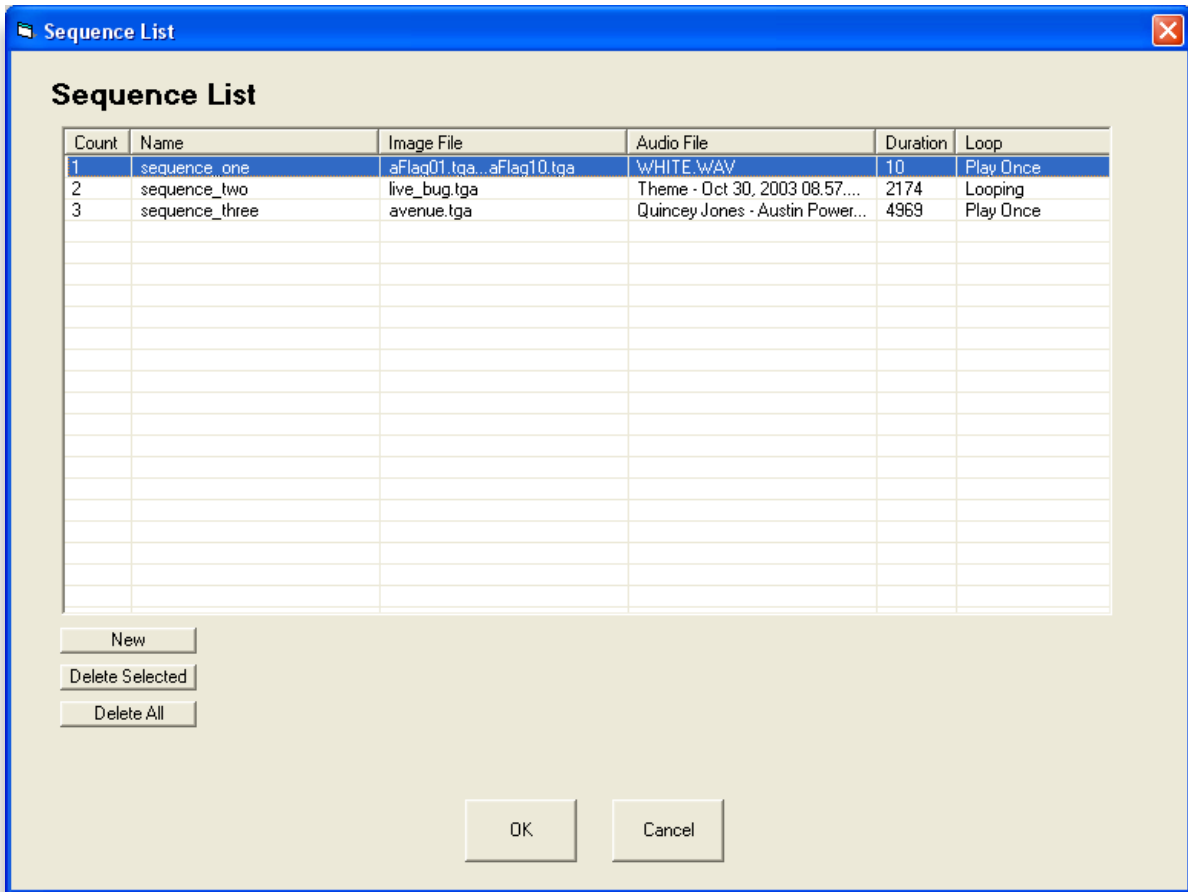 Sequence List
Sequence List
Count Name Image File Audio File Duration Loop
1 sequence_one aFlag01.tga...aFlag10.tga WHITE.WAV 10 Play Once
2 sequence_two live_bug.tga Theme - Oct 30, 2003 08.57.... 2174 Looping
3 sequence_three avenue.tga Quincey Jones - Austin Power... 4969 Play Once
New
Delete Selected
Delete All
OK Cancel